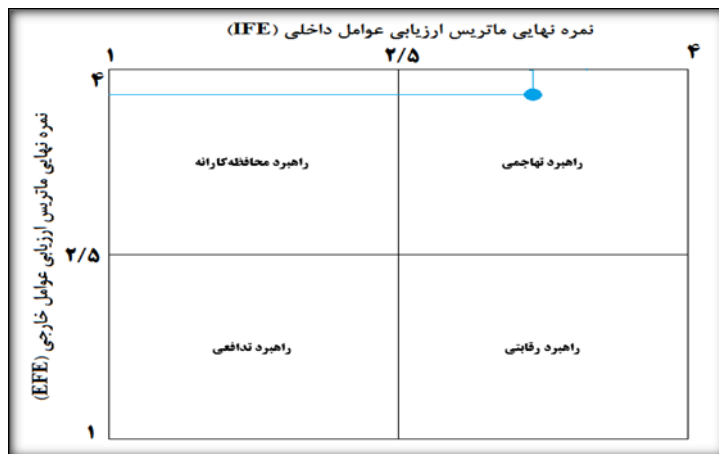 نمره نهایی ماتریس ارزیابی عوامل داخلی (IFE)
۱ ۲/۵ ۴
۴
راهبرد محافظه‌کارانه راهبرد تهاجمی
نمره نهایی ماتریس ارزیابی عوامل خارجی (EFE)
۲/۵
راهبرد تدافعی راهبرد رقابتی
۱